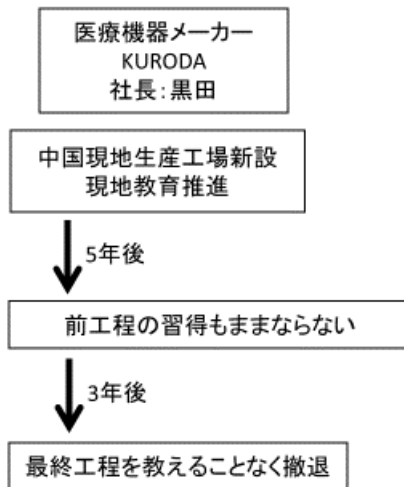 医療機器メーカー
KURODA
社長:黒田
中国現地生産工場新設
現地教育推進
5年後
前工程の習得もままならない
3年後
最終工程を教えることなく撤退